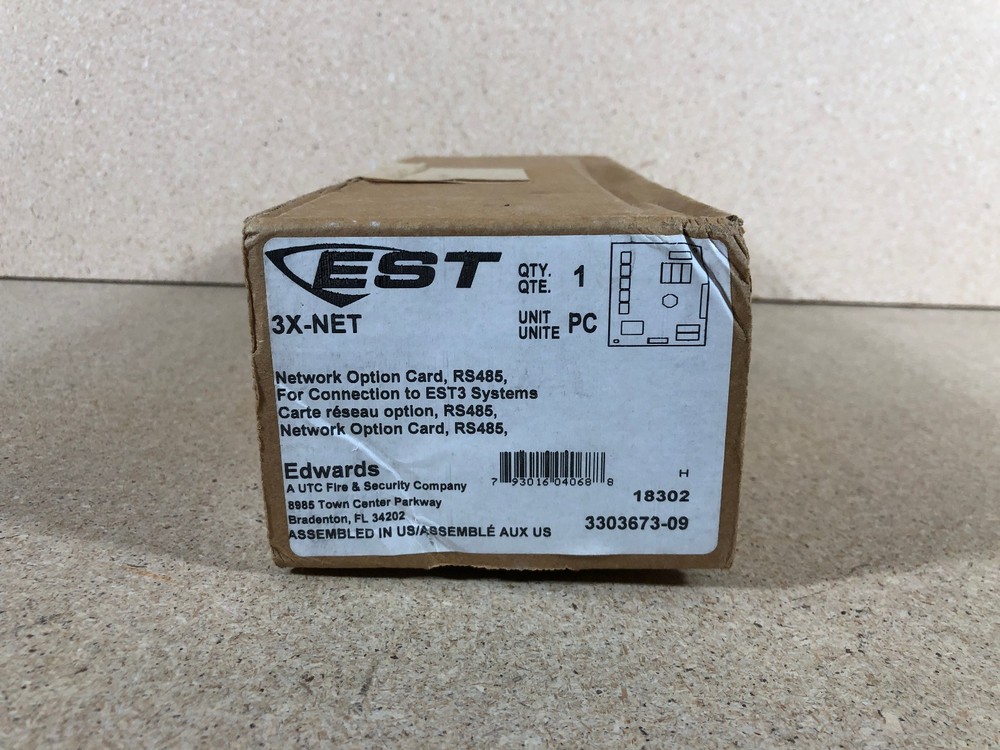 EST
3X-NET
QTY.
QTE. 1
UNIT
UNITE PC
Network Option Card, RS485,
For Connection to EST3 Systems
Carte réseau option, RS485,
Network Option Card, RS485,
Edwards
A UTC Fire & Security Company
8985 Town Center Parkway
Bradenton, FL 34202
ASSEMBLED IN US/ASSEMBLÉ AUX US
7 93016 04068 8
H
18302
3303673-09